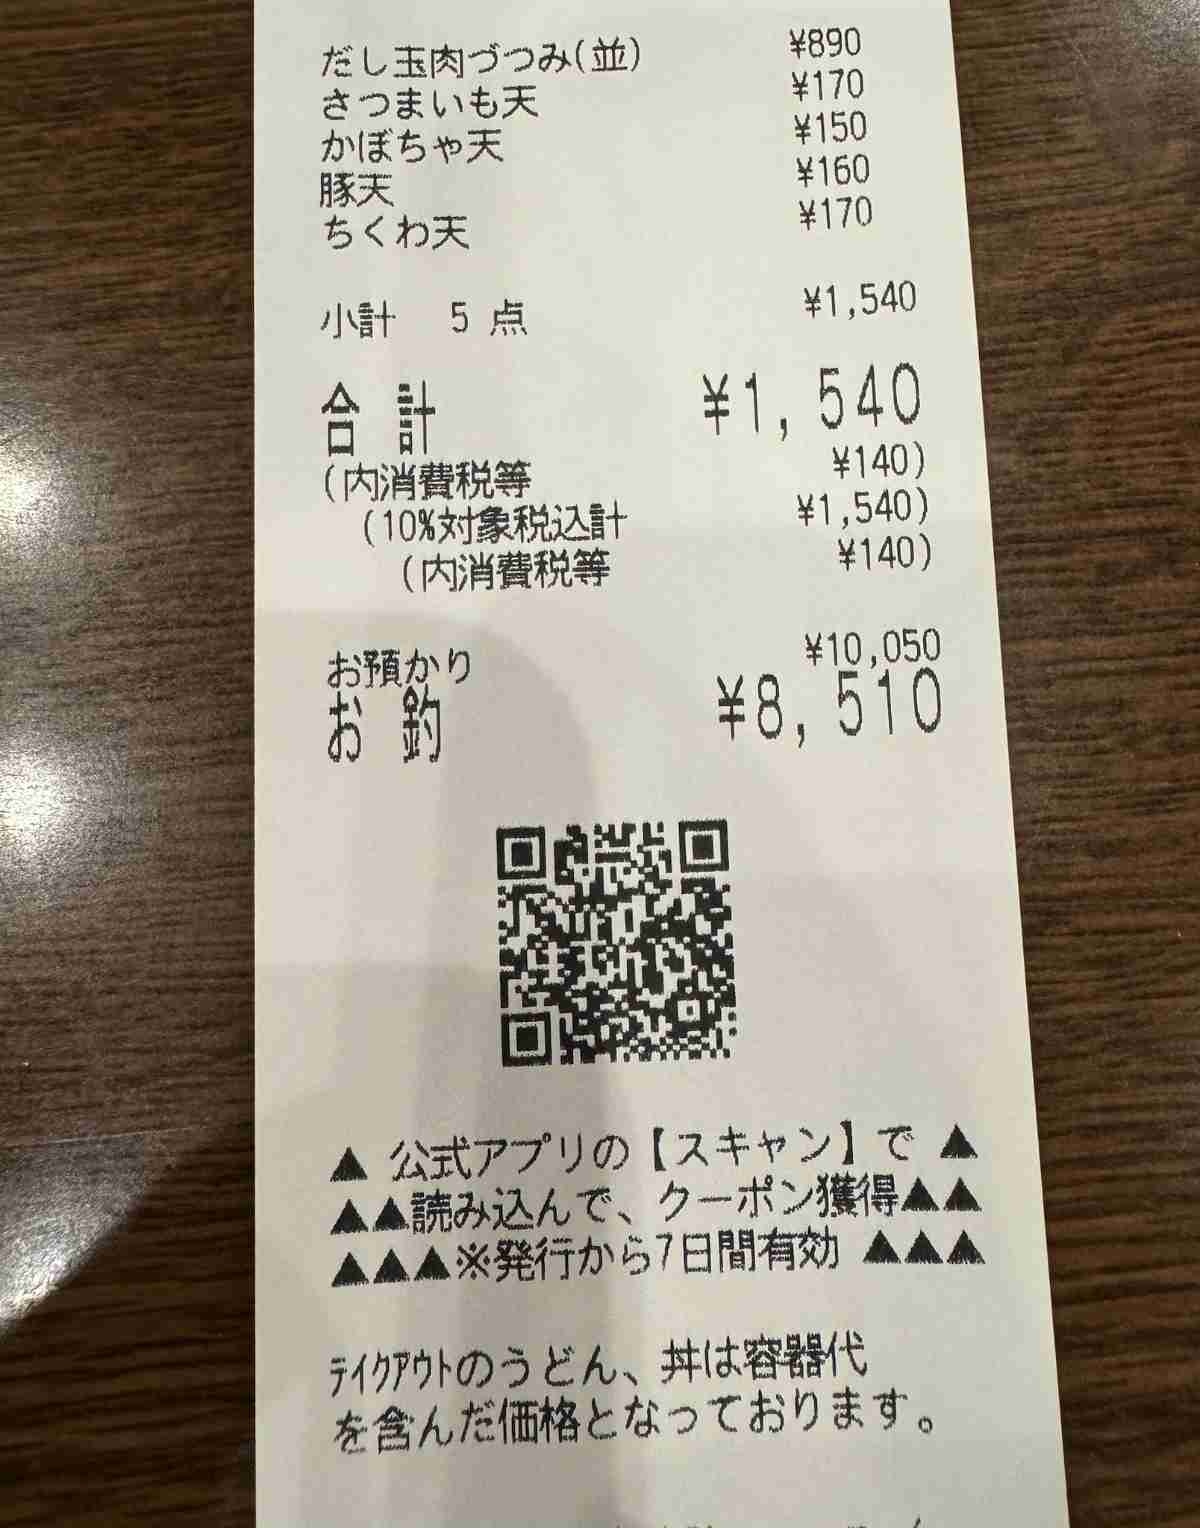 だし玉肉づつみ(並) ¥890
さつまいも天 ¥170
かぼちゃ天 ¥150
豚天 ¥160
ちくわ天 ¥170
小計 5 点 ¥1,540
合 計 ¥1,540
(内消費税等 ¥140)
(10%対象税込計 ¥1,540)
(内消費税等 ¥140)
お預かり ¥10,050
お 釣 ¥8,510
▲ 公式アプリの【スキャン】で ▲
▲▲読み込んで、クーポン獲得▲▲
▲▲▲※発行から7日間有効 ▲▲▲
テイクアウトのうどん、丼は容器代
を含んだ価格となっております。